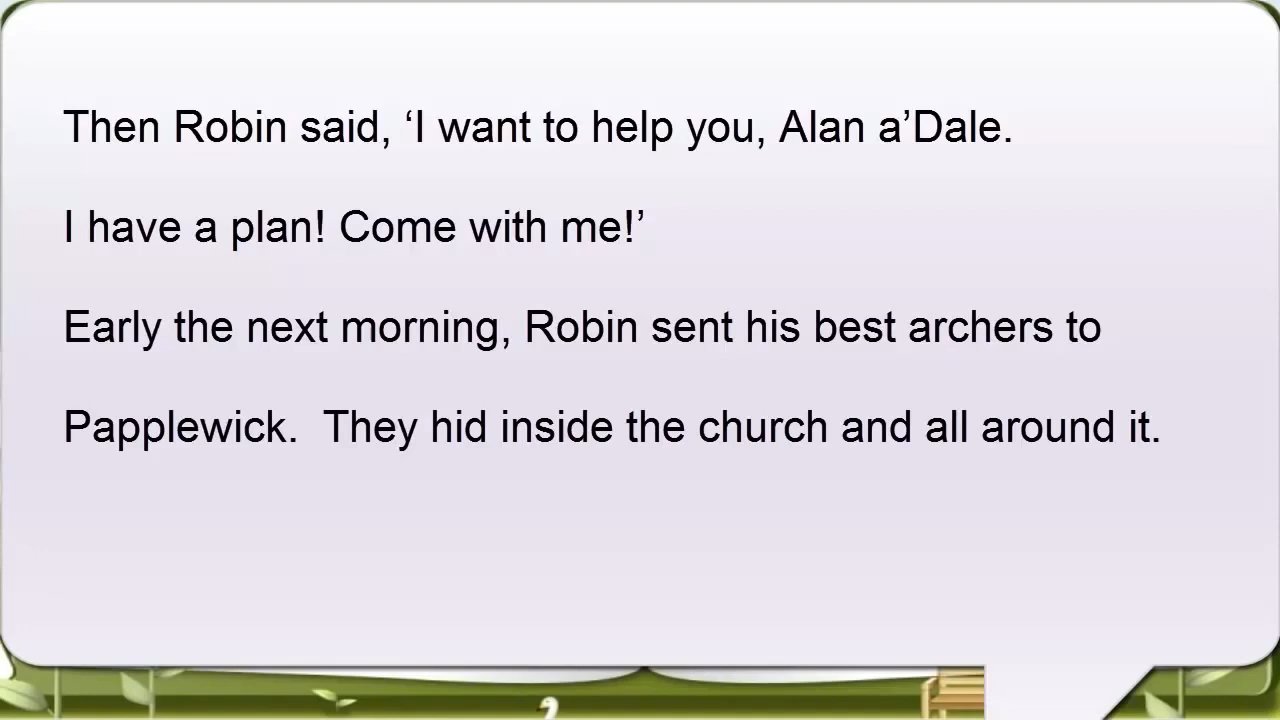 Then Robin said, ‘I want to help you, Alan a’Dale.
I have a plan! Come with me!’
Early the next morning, Robin sent his best archers to
Papplewick.  They hid inside the church and all around it.